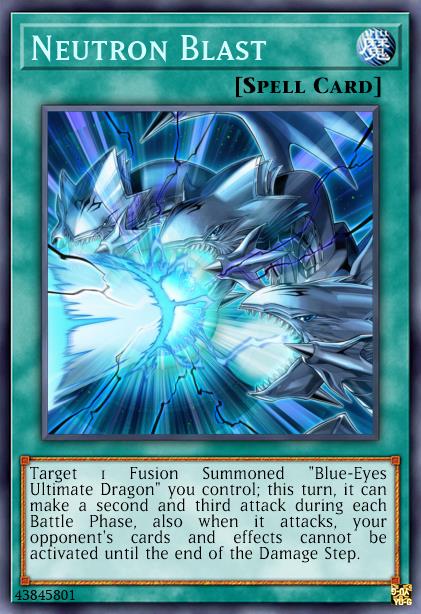 Neutron Blast
魔
[Spell Card]
Target 1 Fusion Summoned "Blue-Eyes
Ultimate Dragon" you control; this turn, it can
make a second and third attack during each
Battle Phase, also when it attacks, your
opponent's cards and effects cannot be
activated until the end of the Damage Step.
43845801